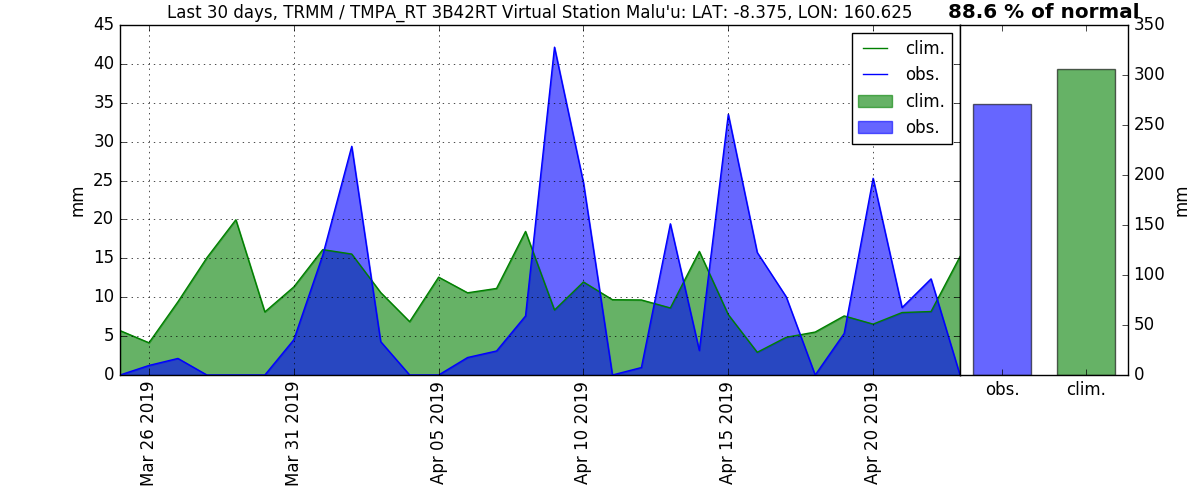 Last 30 days, TRMM / TMPA_RT 3B42RT Virtual Station Malu'u: LAT: -8.375, LON: 160.625
88.6 % of normal
45
40
35
30
25
20
15
10
5
0
mm
clim.
obs.
clim.
obs.
Mar 26 2019
Mar 31 2019
Apr 05 2019
Apr 10 2019
Apr 15 2019
Apr 20 2019
350
300
250
200
150
100
50
0
mm
obs.
clim.